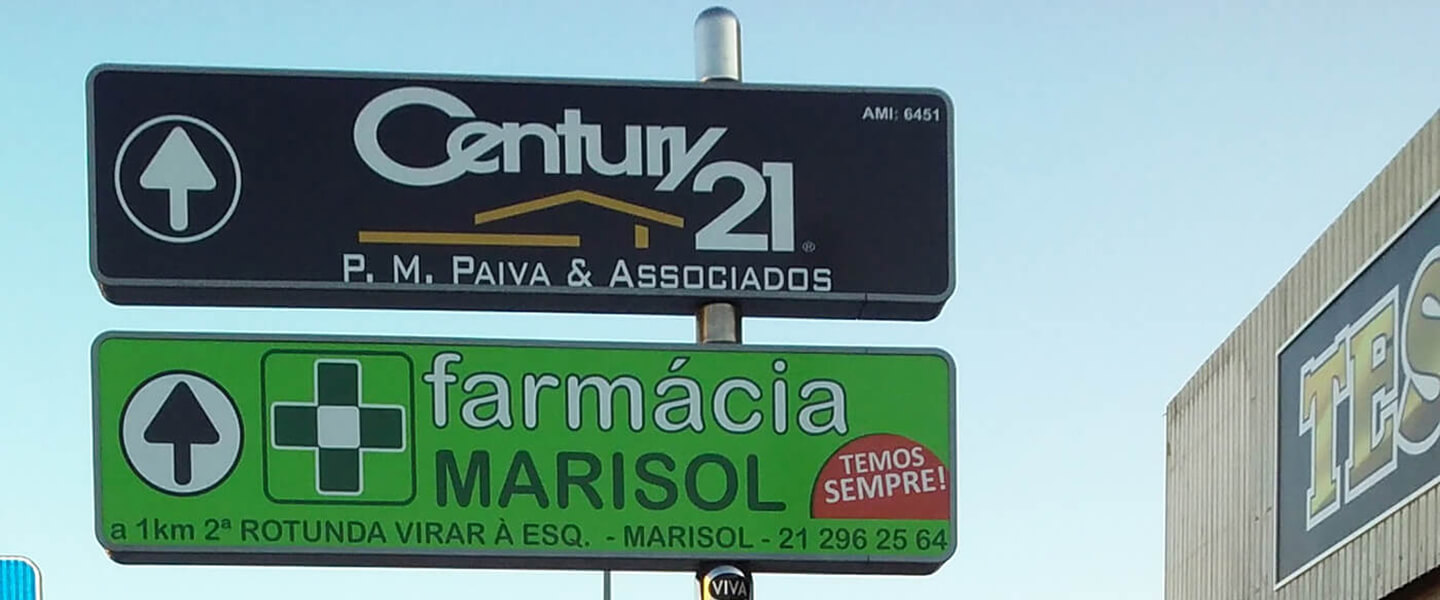 AMI: 6451
Century 21 ®
P. M. PAIVA & ASSOCIADOS
farmácia
MARISOL
TEMOS
SEMPRE!
a 1km 2ª ROTUNDA VIRAR À ESQ. - MARISOL - 21 296 25 64
VIVA